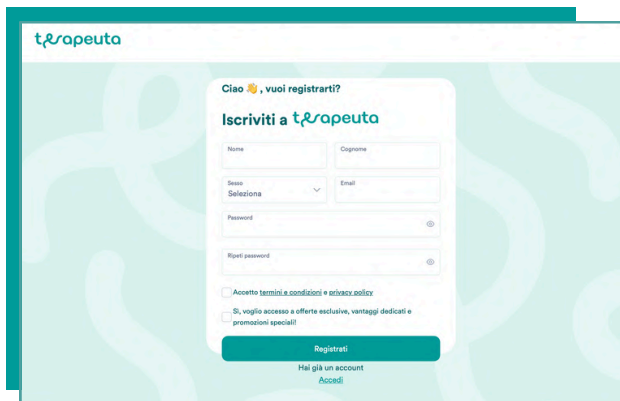 terapeuta
Ciao 👋, vuoi registrarti?
Iscriviti a terapeuta
Nome
Cognome
Sesso
Seleziona
Email
Password
Ripeti password
Accetto termini e condizioni e privacy policy
Si, voglio accesso a offerte esclusive, vantaggi dedicati e
promozioni speciali!
Registrati
Hai già un account
Accedi